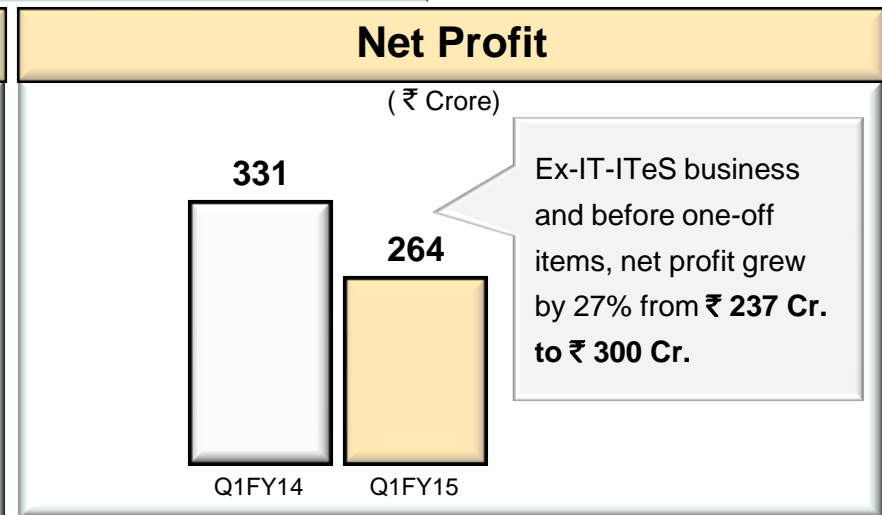 Net Profit
( ₹ Crore)
331
264
Ex-IT-ITeS business
and before one-off
items, net profit grew
by 27% from ₹ 237 Cr.
to ₹ 300 Cr.
Q1FY14
Q1FY15